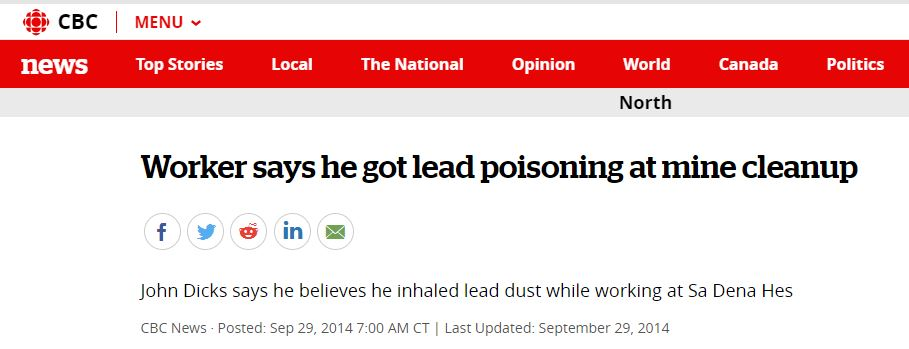 CBC MENU
news Top Stories Local The National Opinion World Canada Politics
North
Worker says he got lead poisoning at mine cleanup
f in
John Dicks says he believes he inhaled lead dust while working at Sa Dena Hes
CBC News · Posted: Sep 29, 2014 7:00 AM CT | Last Updated: September 29, 2014